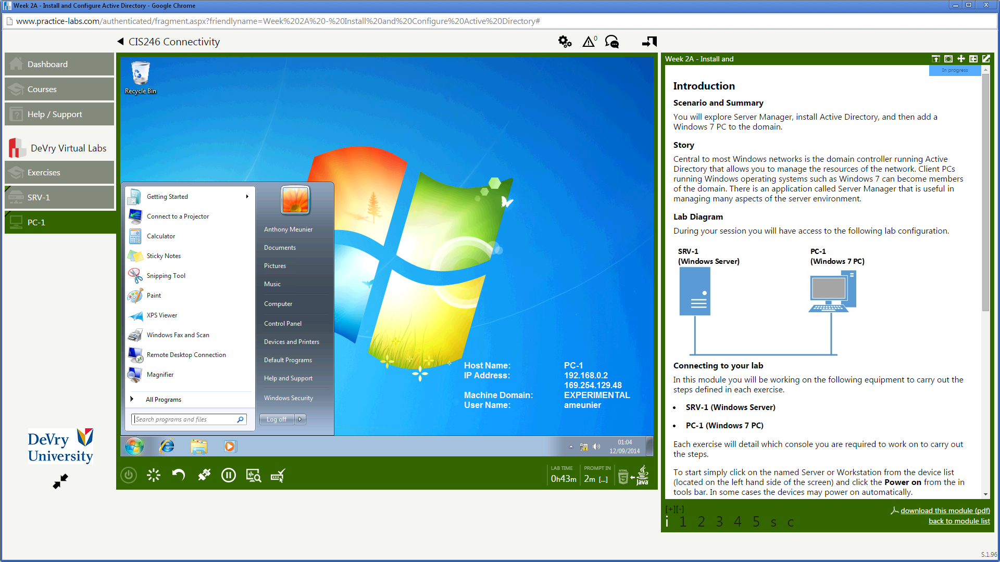 Week 2A - Install and Configure Active Directory - Google Chrome
www.practice-labs.com/authenticated/fragment.aspx?friendlyname=Week%202A%20-%20Install%20and%20Configure%20Active%20Directory#
CIS246 Connectivity
0
Dashboard
Courses
Help / Support
DeVry Virtual Labs
Exercises
SRV-1
PC-1
DeVry
University
Recycle Bin
Getting Started
Connect to a Projector
Calculator
Sticky Notes
Snipping Tool
Paint
XPS Viewer
Windows Fax and Scan
Remote Desktop Connection
Magnifier
All Programs
Search programs and files
Anthony Meunier
Documents
Pictures
Music
Computer
Control Panel
Devices and Printers
Default Programs
Help and Support
Windows Security
Log off
Host Name: PC-1
IP Address: 192.168.0.2
169.254.129.48
Machine Domain: EXPERIMENTAL
User Name: ameunier
01:04
12/09/2014
LAB TIME
0h43m
PROMPT IN
2m [...]
HTML
5
Java
Week 2A - Install and
In progress
Introduction
Scenario and Summary
You will explore Server Manager, install Active Directory, and then add a
Windows 7 PC to the domain.
Story
Central to most Windows networks is the domain controller running Active
Directory that allows you to manage the resources of the network. Client PCs
running Windows operating systems such as Windows 7 can become members
of the domain. There is an application called Server Manager that is useful in
managing many aspects of the server environment.
Lab Diagram
During your session you will have access to the following lab configuration.
SRV-1
(Windows Server)
PC-1
(Windows 7 PC)
Connecting to your lab
In this module you will be working on the following equipment to carry out the
steps defined in each exercise.
• SRV-1 (Windows Server)
• PC-1 (Windows 7 PC)
Each exercise will detail which console you are required to work on to carry out
the steps.
To start simply click on the named Server or Workstation from the device list
(located on the left hand side of the screen) and click the Power on from the in
tools bar. In some cases the devices may power on automatically.
[+][-]
i 1 2 3 4 5 s c
download this module (pdf)
back to module list
S.1.96